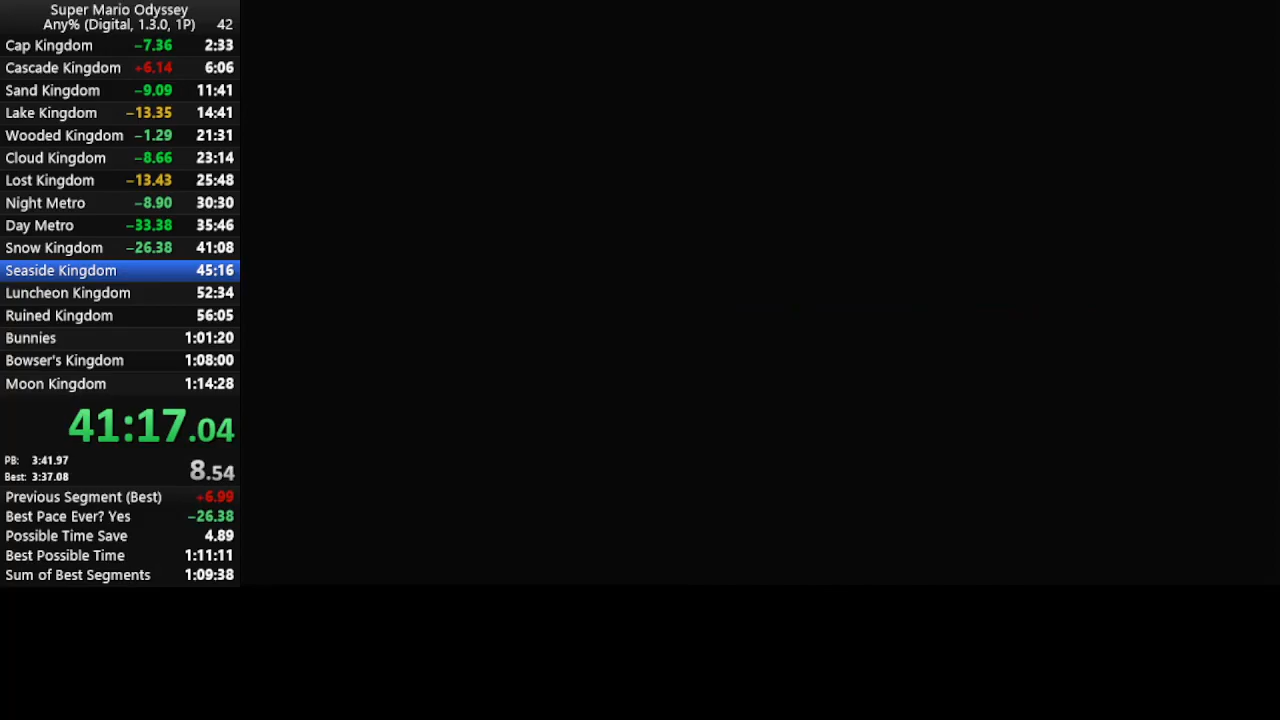 Super Mario Odyssey
Any% (Digital, 1.3.0, 1P) 42
Cap Kingdom −7.36 2:33
Cascade Kingdom +6.14 6:06
Sand Kingdom −9.09 11:41
Lake Kingdom −13.35 14:41
Wooded Kingdom −1.29 21:31
Cloud Kingdom −8.66 23:14
Lost Kingdom −13.43 25:48
Night Metro −8.90 30:30
Day Metro −33.38 35:46
Snow Kingdom −26.38 41:08
Seaside Kingdom 45:16
Luncheon Kingdom 52:34
Ruined Kingdom 56:05
Bunnies 1:01:20
Bowser's Kingdom 1:08:00
Moon Kingdom 1:14:28
41:17.04
PB: 3:41.97
Best: 3:37.08
8.54
Previous Segment (Best) +6.99
Best Pace Ever? Yes −26.38
Possible Time Save 4.89
Best Possible Time 1:11:11
Sum of Best Segments 1:09:38